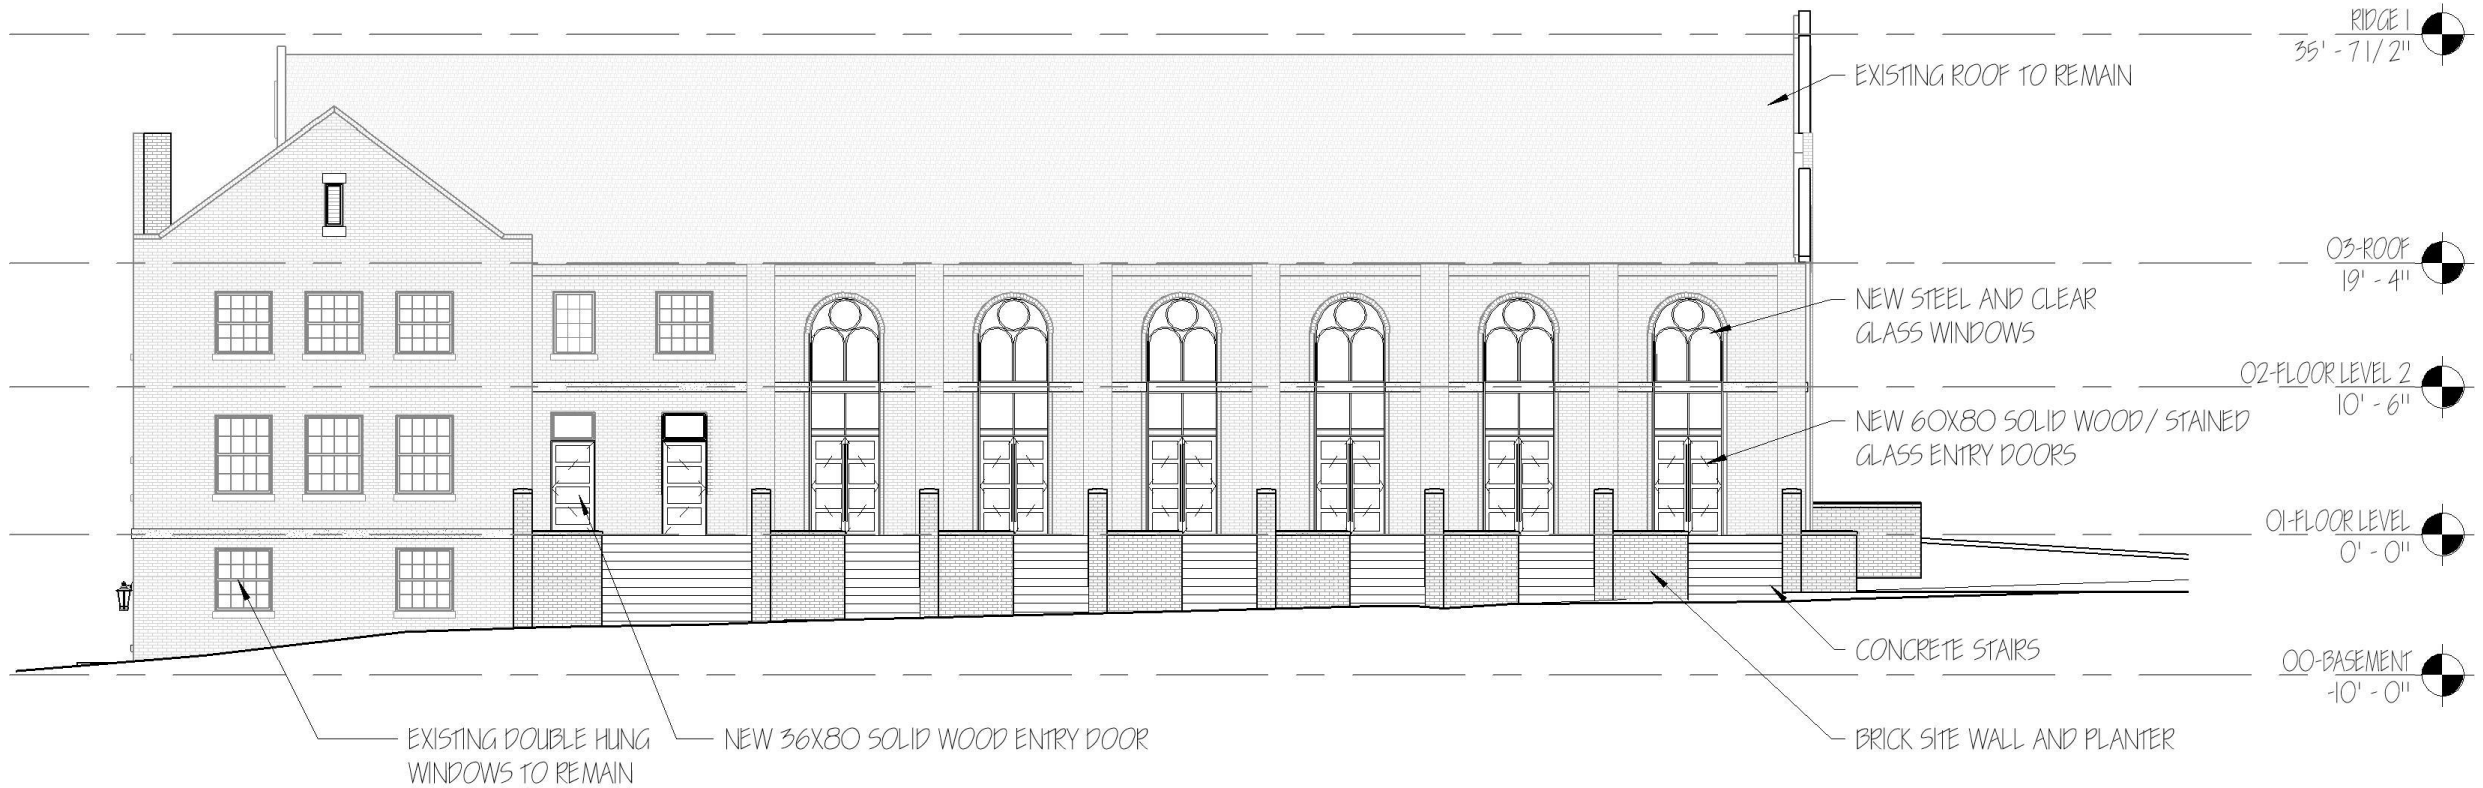 RIDGE 1
35' - 7 1/2"
EXISTING ROOF TO REMAIN
03-ROOF
19' - 4"
NEW STEEL AND CLEAR
GLASS WINDOWS
02-FLOOR LEVEL 2
10' - 6"
NEW 60X80 SOLID WOOD/ STAINED
GLASS ENTRY DOORS
01-FLOOR LEVEL
0' - 0"
CONCRETE STAIRS
00-BASEMENT
-10' - 0"
EXISTING DOUBLE HUNG
WINDOWS TO REMAIN
NEW 36X80 SOLID WOOD ENTRY DOOR
BRICK SITE WALL AND PLANTER